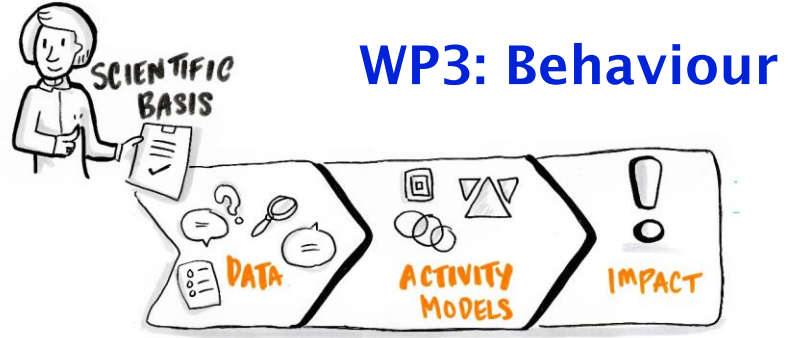 WP3: Behaviour
SCIENTIFIC
BASIS
DATA
ACTIVITY
MODELS
IMPACT